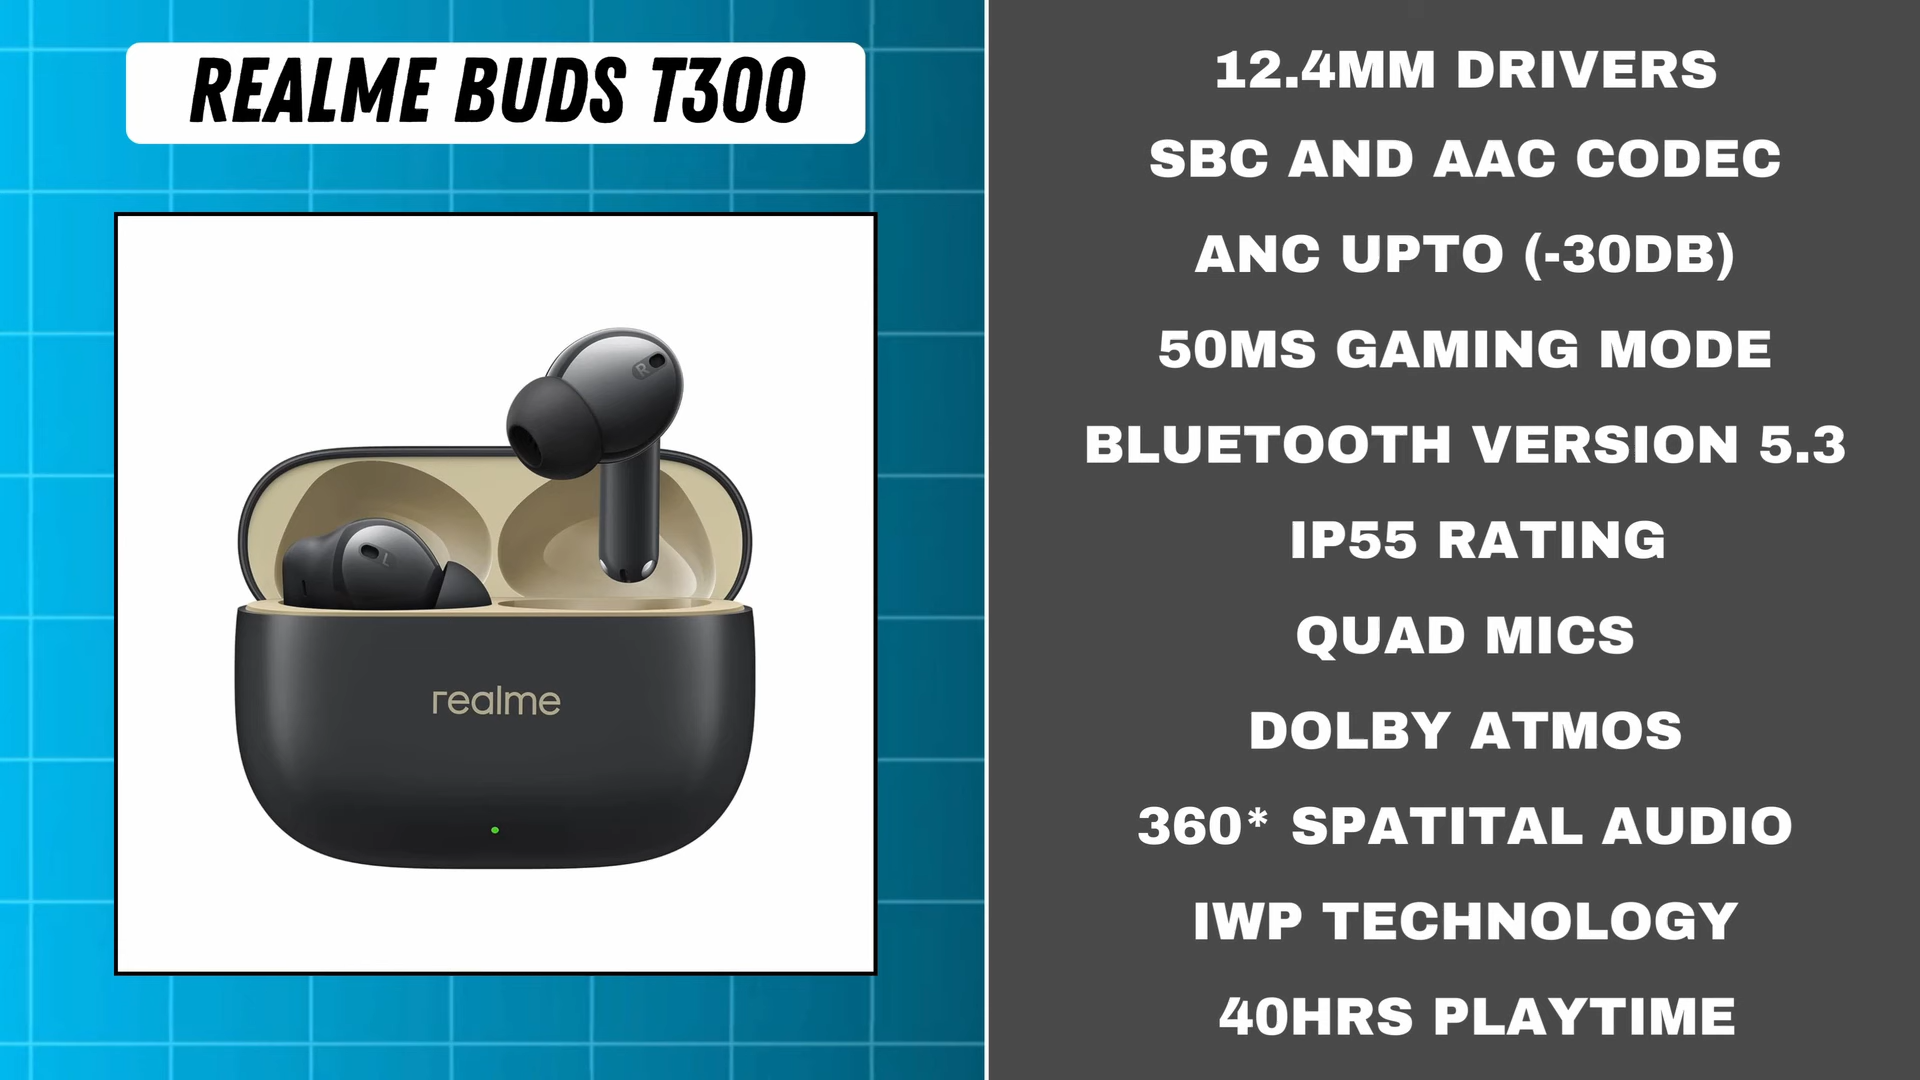 REALME BUDS T300
R
L
realme
12.4MM DRIVERS
SBC AND AAC CODEC
ANC UPTO (-30DB)
50MS GAMING MODE
BLUETOOTH VERSION 5.3
IP55 RATING
QUAD MICS
DOLBY ATMOS
360* SPATITAL AUDIO
IWP TECHNOLOGY
40HRS PLAYTIME